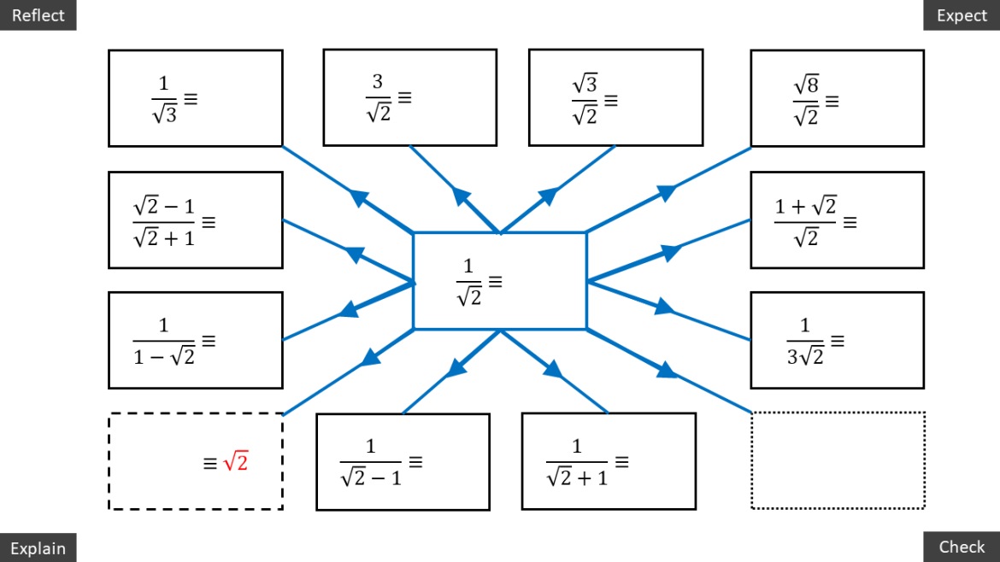 Reflect
Expect
1/√3 ≡
3/√2 ≡
√3/√2 ≡
√8/√2 ≡
(√2 − 1)/(√2 + 1) ≡
(1 + √2)/√2 ≡
1/√2 ≡
1/(1 − √2) ≡
1/(3√2) ≡
≡ √2
1/(√2 − 1) ≡
1/(√2 + 1) ≡
Explain
Check